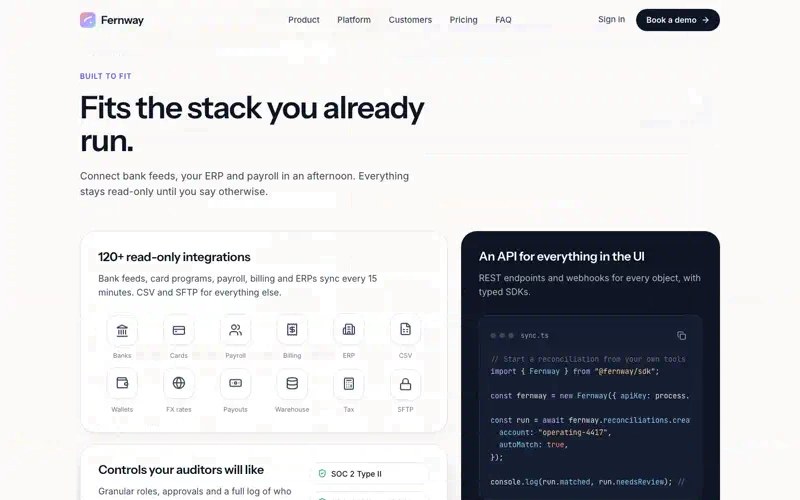 Fernway
Product Platform Customers Pricing FAQ
Sign in
Book a demo →
BUILT TO FIT
Fits the stack you already
run.
Connect bank feeds, your ERP and payroll in an afternoon. Everything
stays read-only until you say otherwise.
120+ read-only integrations
Bank feeds, card programs, payroll, billing and ERPs sync every 15
minutes. CSV and SFTP for everything else.
Banks Cards Payroll Billing ERP CSV
Wallets FX rates Payouts Warehouse Tax SFTP
Controls your auditors will like
Granular roles, approvals and a full log of who
SOC 2 Type II
An API for everything in the UI
REST endpoints and webhooks for every object, with
typed SDKs.
sync.ts
// Start a reconciliation from your own tools
import { Fernway } from "@fernway/sdk";
const fernway = new Fernway({ apiKey: process.
const run = await fernway.reconciliations.crea
account: "operating-4417",
autoMatch: true,
});
console.log(run.matched, run.needsReview); //